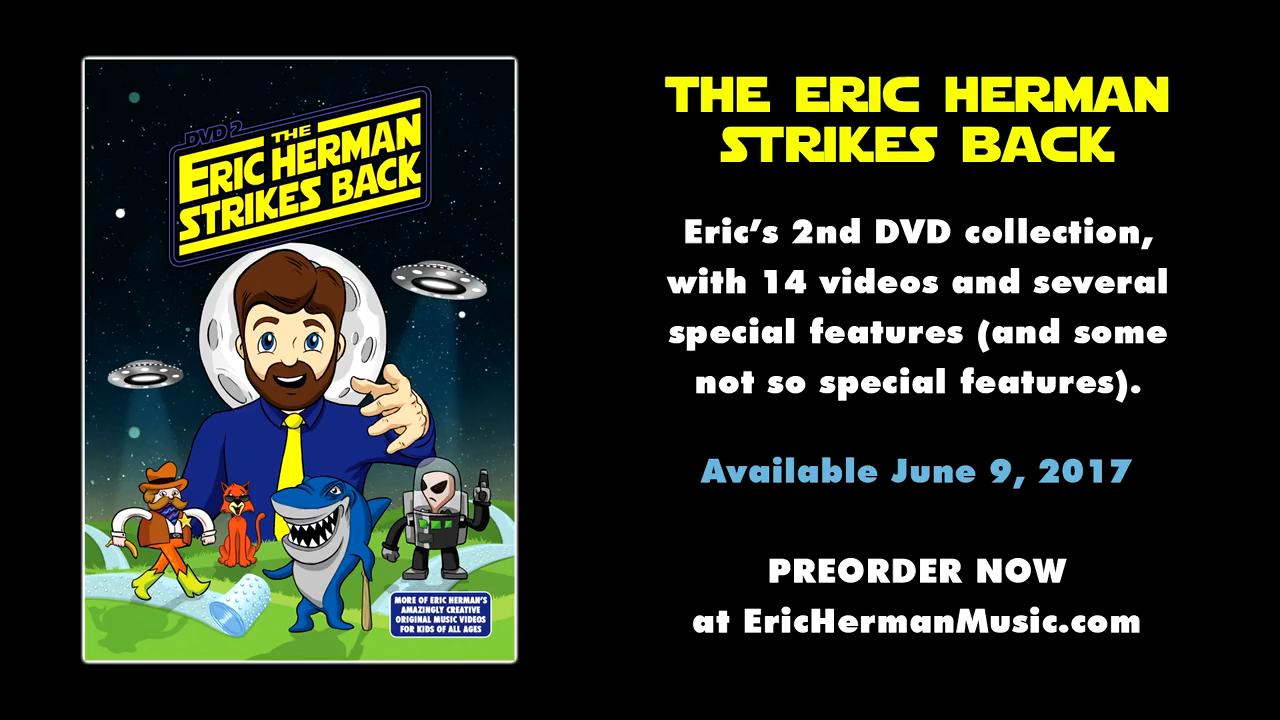 DVD 2
THE
ERIC HERMAN
STRIKES BACK
MORE OF ERIC HERMAN'S
AMAZINGLY CREATIVE
ORIGINAL MUSIC VIDEOS
FOR KIDS OF ALL AGES
THE ERIC HERMAN
STRIKES BACK
Eric’s 2nd DVD collection,
with 14 videos and several
special features (and some
not so special features).
Available June 9, 2017
PREORDER NOW
at EricHermanMusic.com